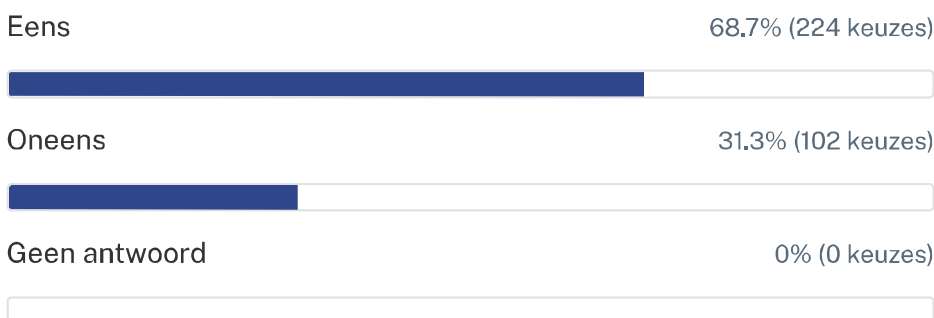 Eens 68.7% (224 keuzes)
Oneens 31.3% (102 keuzes)
Geen antwoord 0% (0 keuzes)